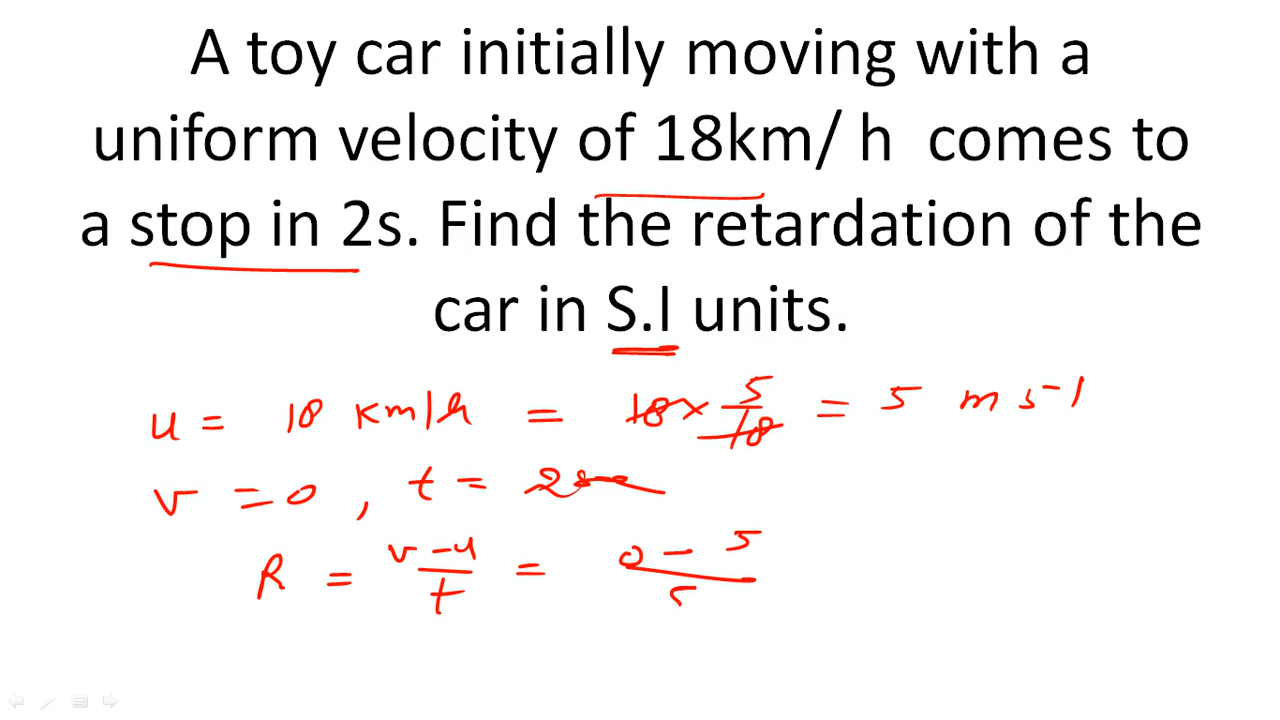 A toy car initially moving with a
uniform velocity of 18km/ h comes to
a stop in 2s. Find the retardation of the
car in S.I units.
u = 18 km/h = 18 × 5/18 = 5 m s⁻¹
v = 0 , t = 2sec
R = v-u/t = 0 - 5/